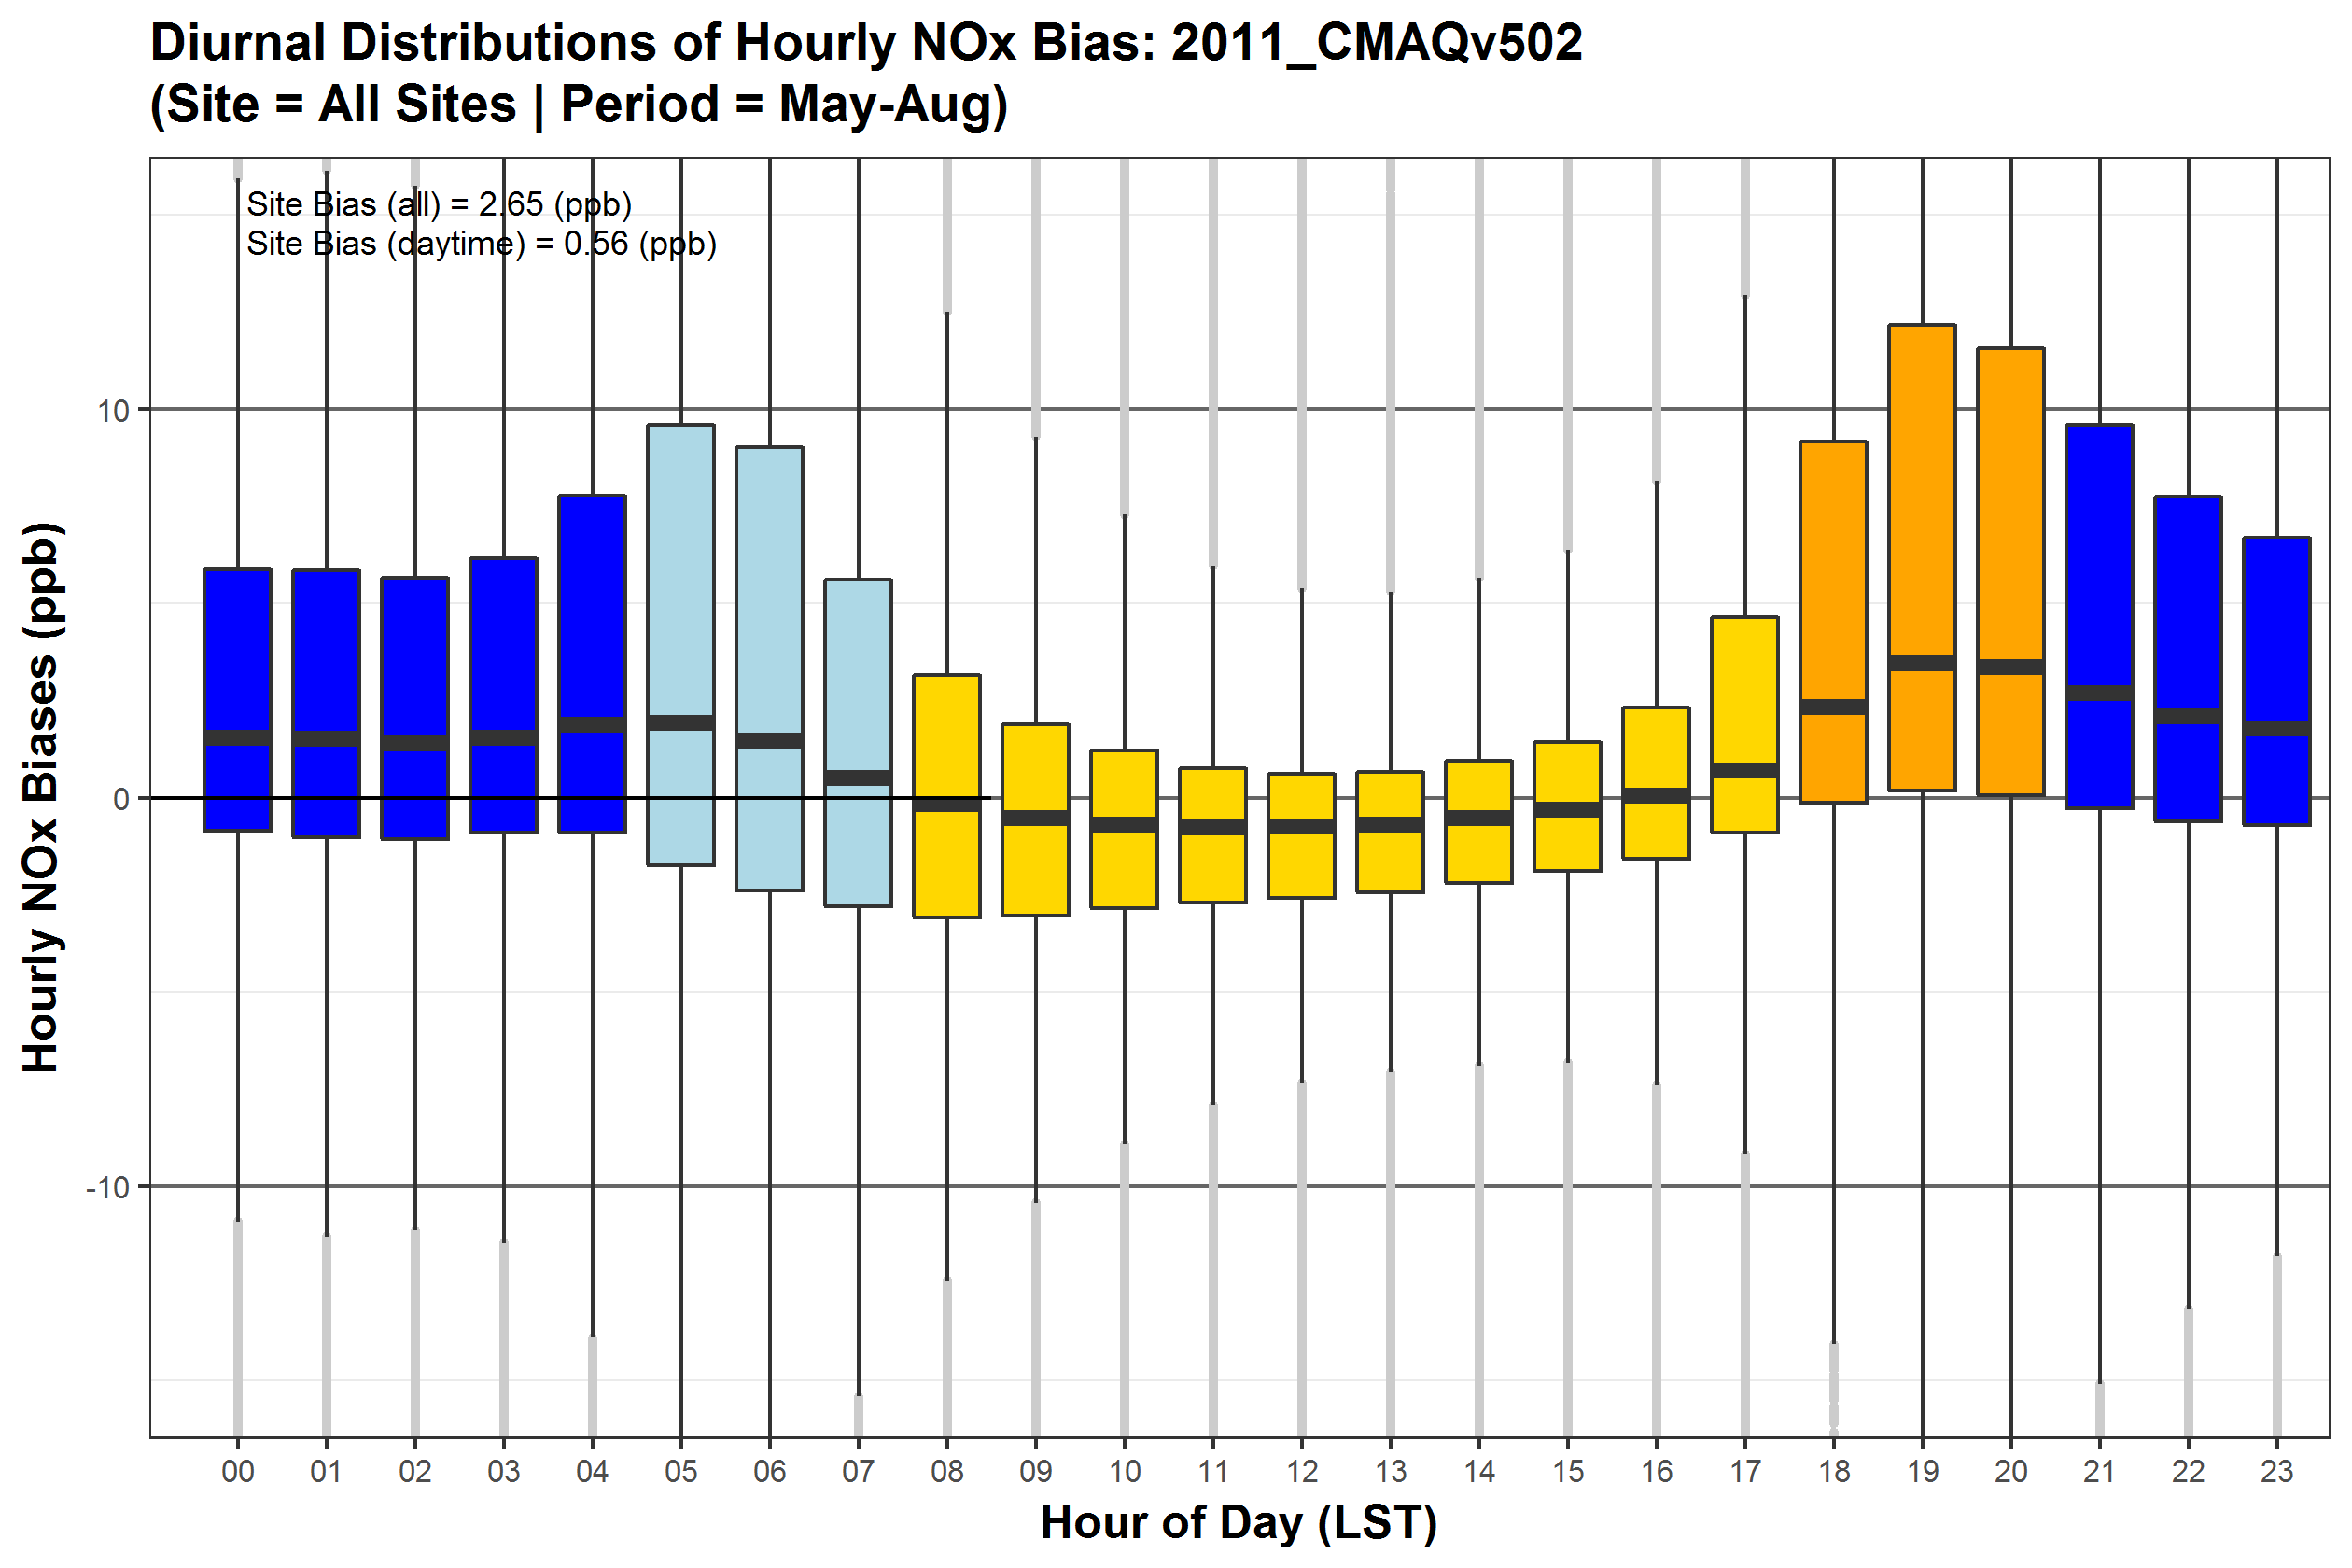 Diurnal Distributions of Hourly NOx Bias: 2011_CMAQv502
(Site = All Sites | Period = May-Aug)
Site Bias (all) = 2.65 (ppb)
Site Bias (daytime) = 0.56 (ppb)
Hourly NOx Biases (ppb)
10
0
-10
00 01 02 03 04 05 06 07 08 09 10 11 12 13 14 15 16 17 18 19 20 21 22 23
Hour of Day (LST)